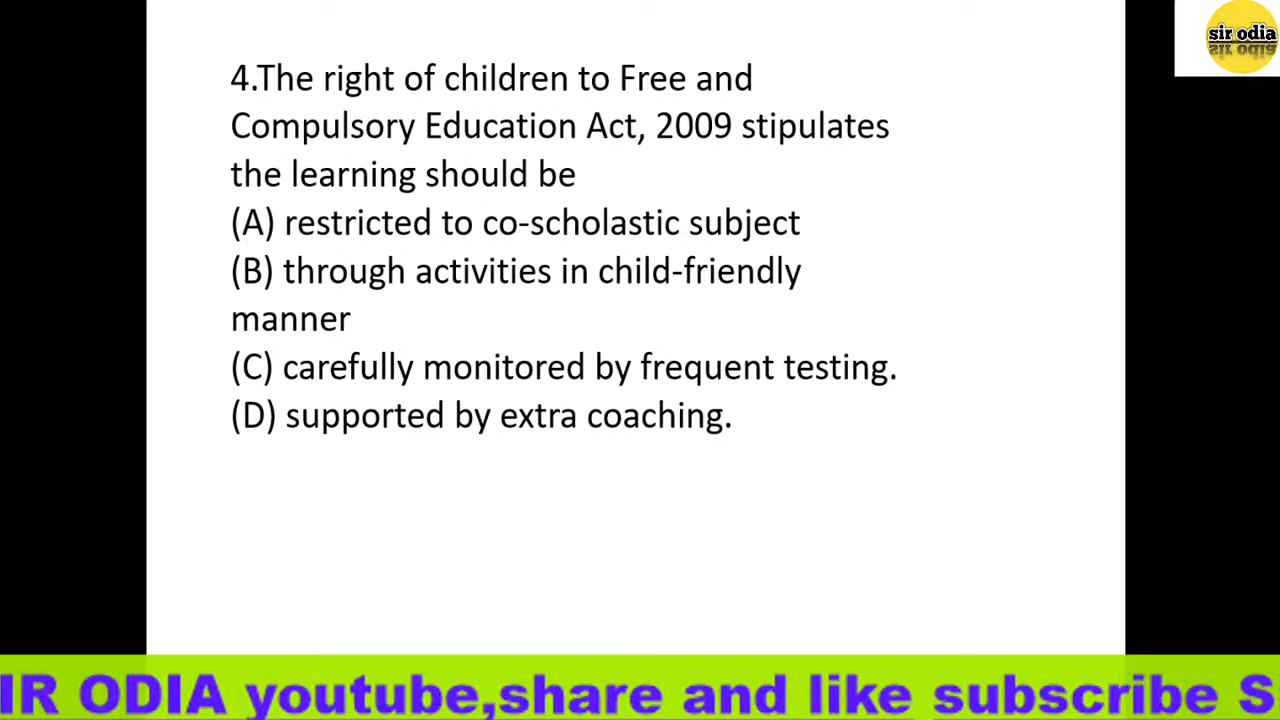 sir odia
4.The right of children to Free and
Compulsory Education Act, 2009 stipulates
the learning should be
(A) restricted to co-scholastic subject
(B) through activities in child-friendly
manner
(C) carefully monitored by frequent testing.
(D) supported by extra coaching.
IR ODIA youtube,share and like subscribe S